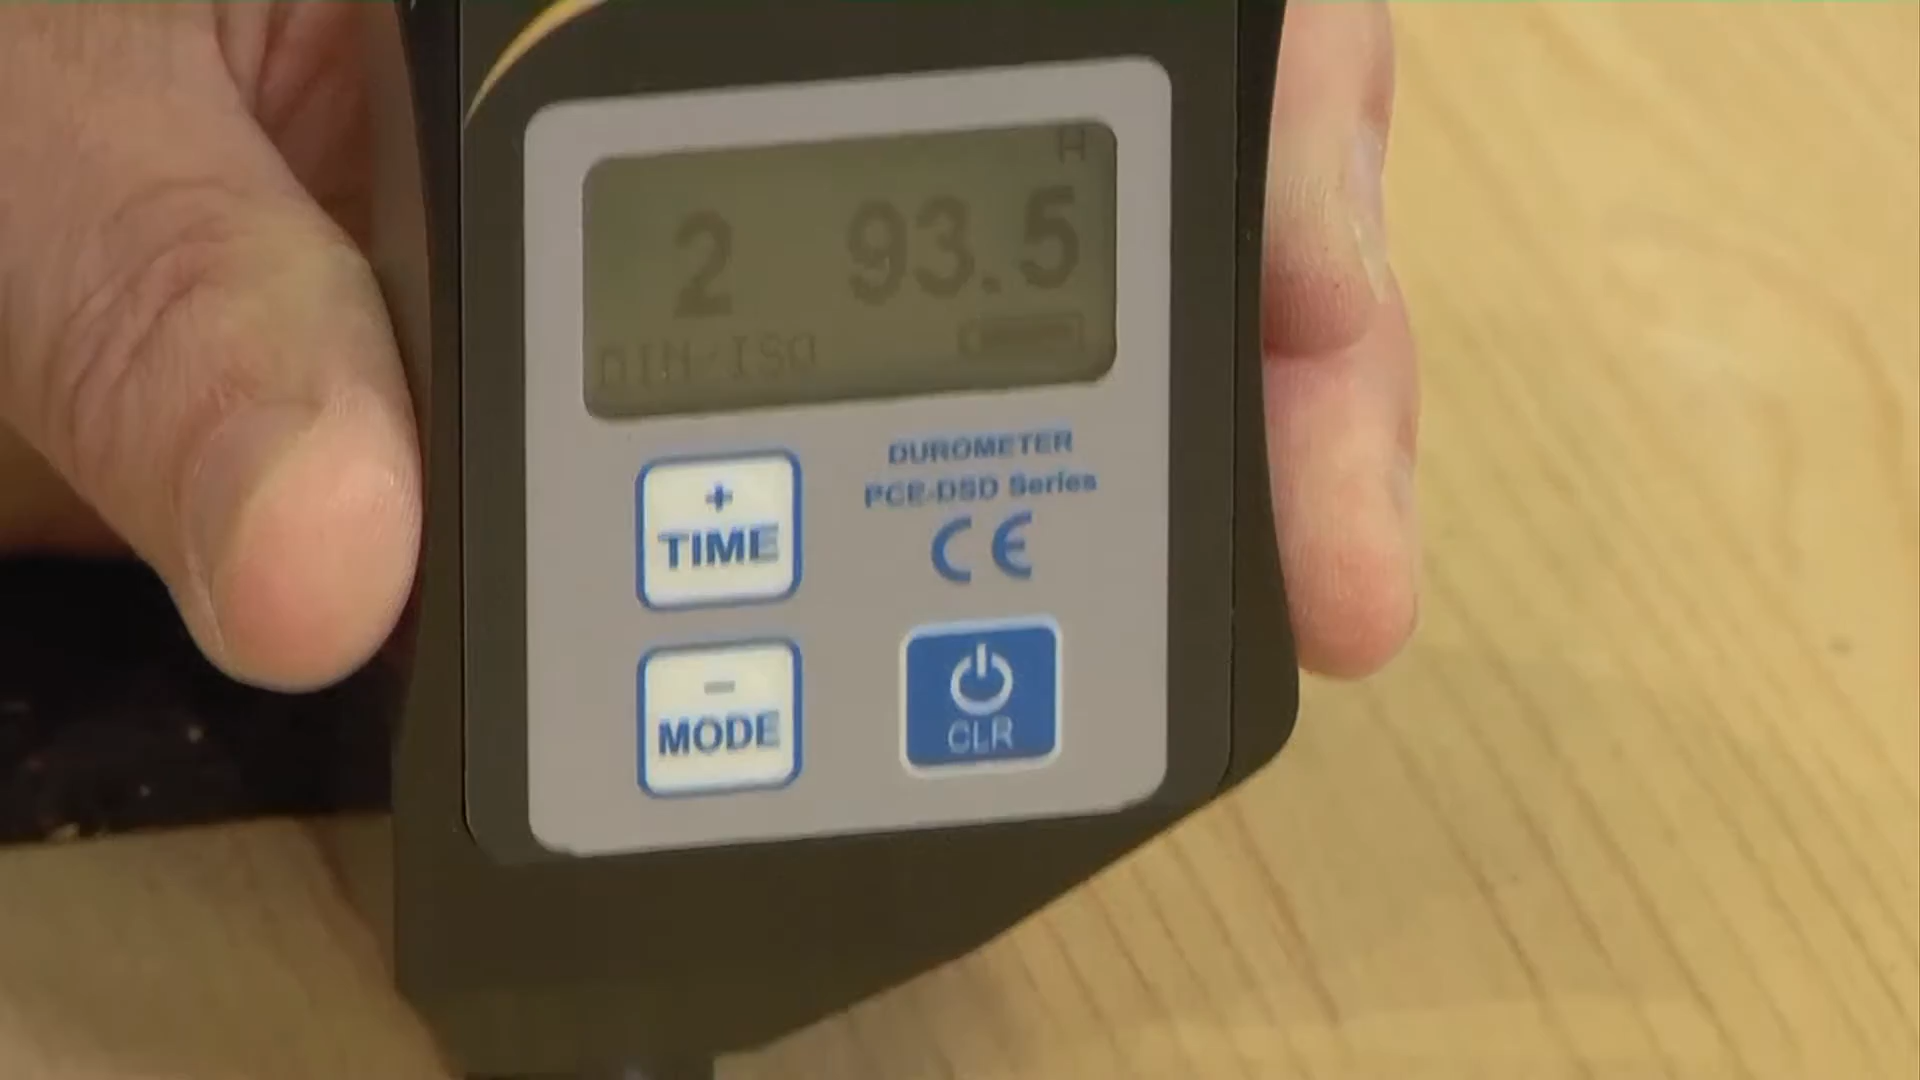 H
2 93.5
DIN-ISO
+
TIME
DUROMETER
PCE-DSD Series
CE
-
MODE
CLR